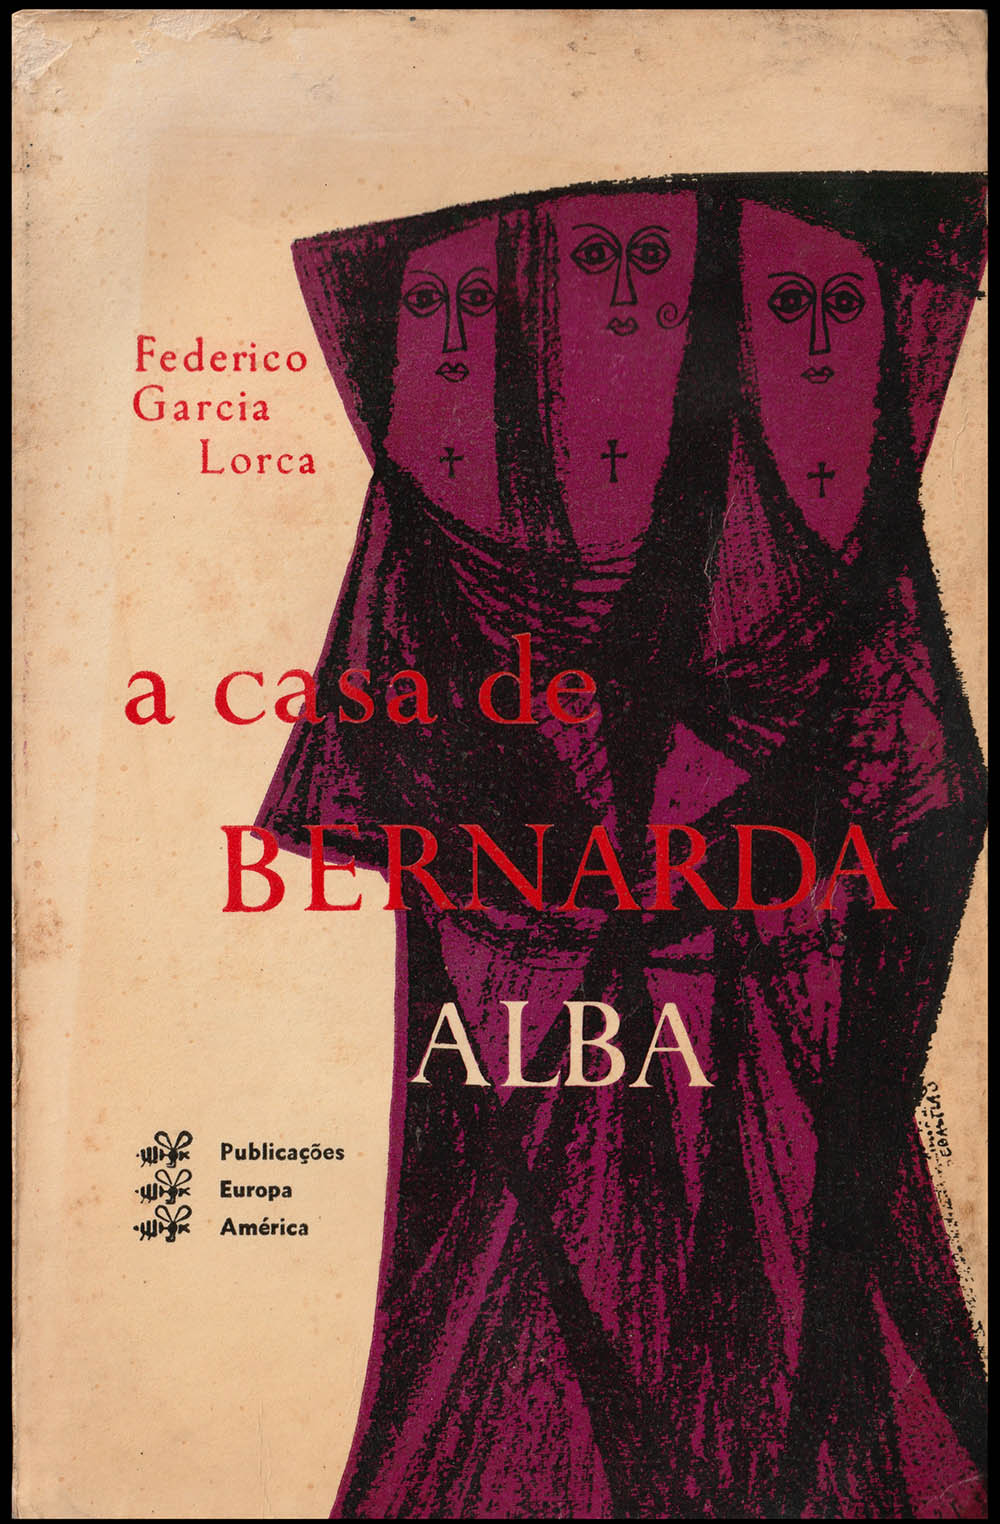 Federico
Garcia
Lorca
a casa de
BERNARDA
ALBA
Publicações
Europa
América